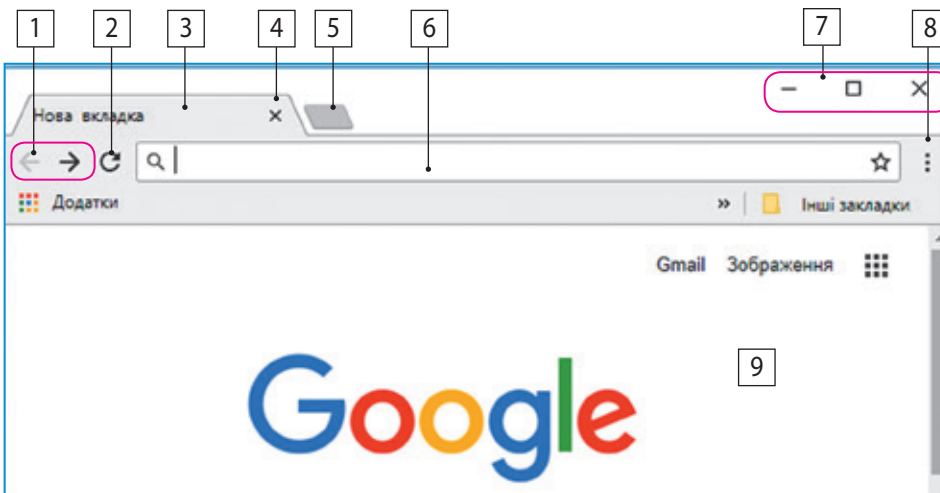 1 2 3 4 5 6 7 8
Нова вкладка
Додатки » Інші закладки
Gmail Зображення
9
Google